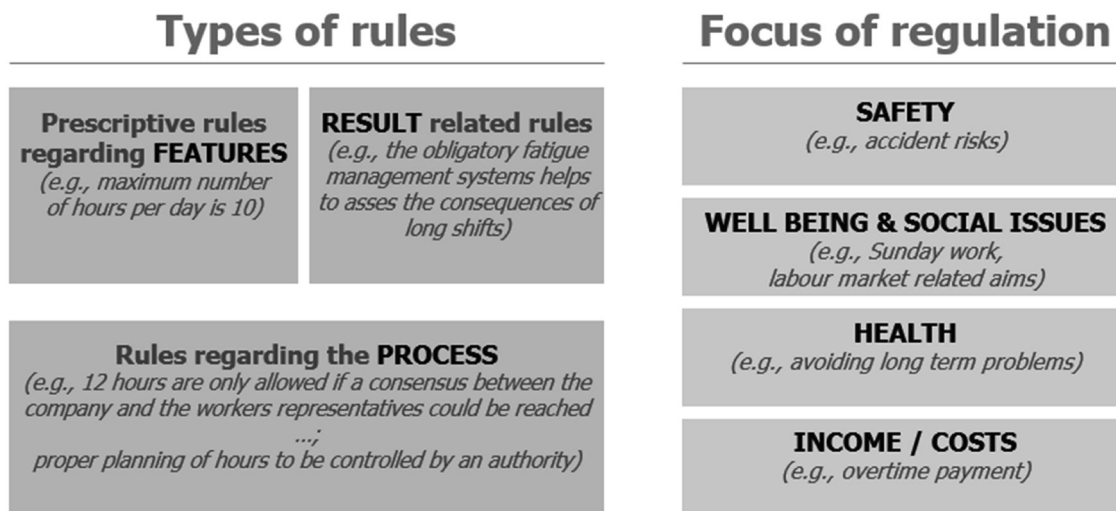 Types of rules
Prescriptive rules
regarding FEATURES
(e.g., maximum number
of hours per day is 10)
RESULT related rules
(e.g., the obligatory fatigue
management systems helps
to asses the consequences of
long shifts)
Rules regarding the PROCESS
(e.g., 12 hours are only allowed if a consensus between the
company and the workers representatives could be reached
...;
proper planning of hours to be controlled by an authority)
Focus of regulation
SAFETY
(e.g., accident risks)
WELL BEING & SOCIAL ISSUES
(e.g., Sunday work,
labour market related aims)
HEALTH
(e.g., avoiding long term problems)
INCOME / COSTS
(e.g., overtime payment)